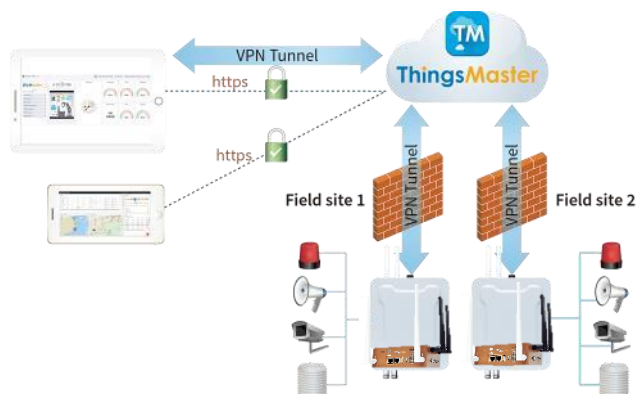 VPN Tunnel
TM
ThingsMaster
https
https
VPN Tunnel
VPN Tunnel
Field site 1
Field site 2